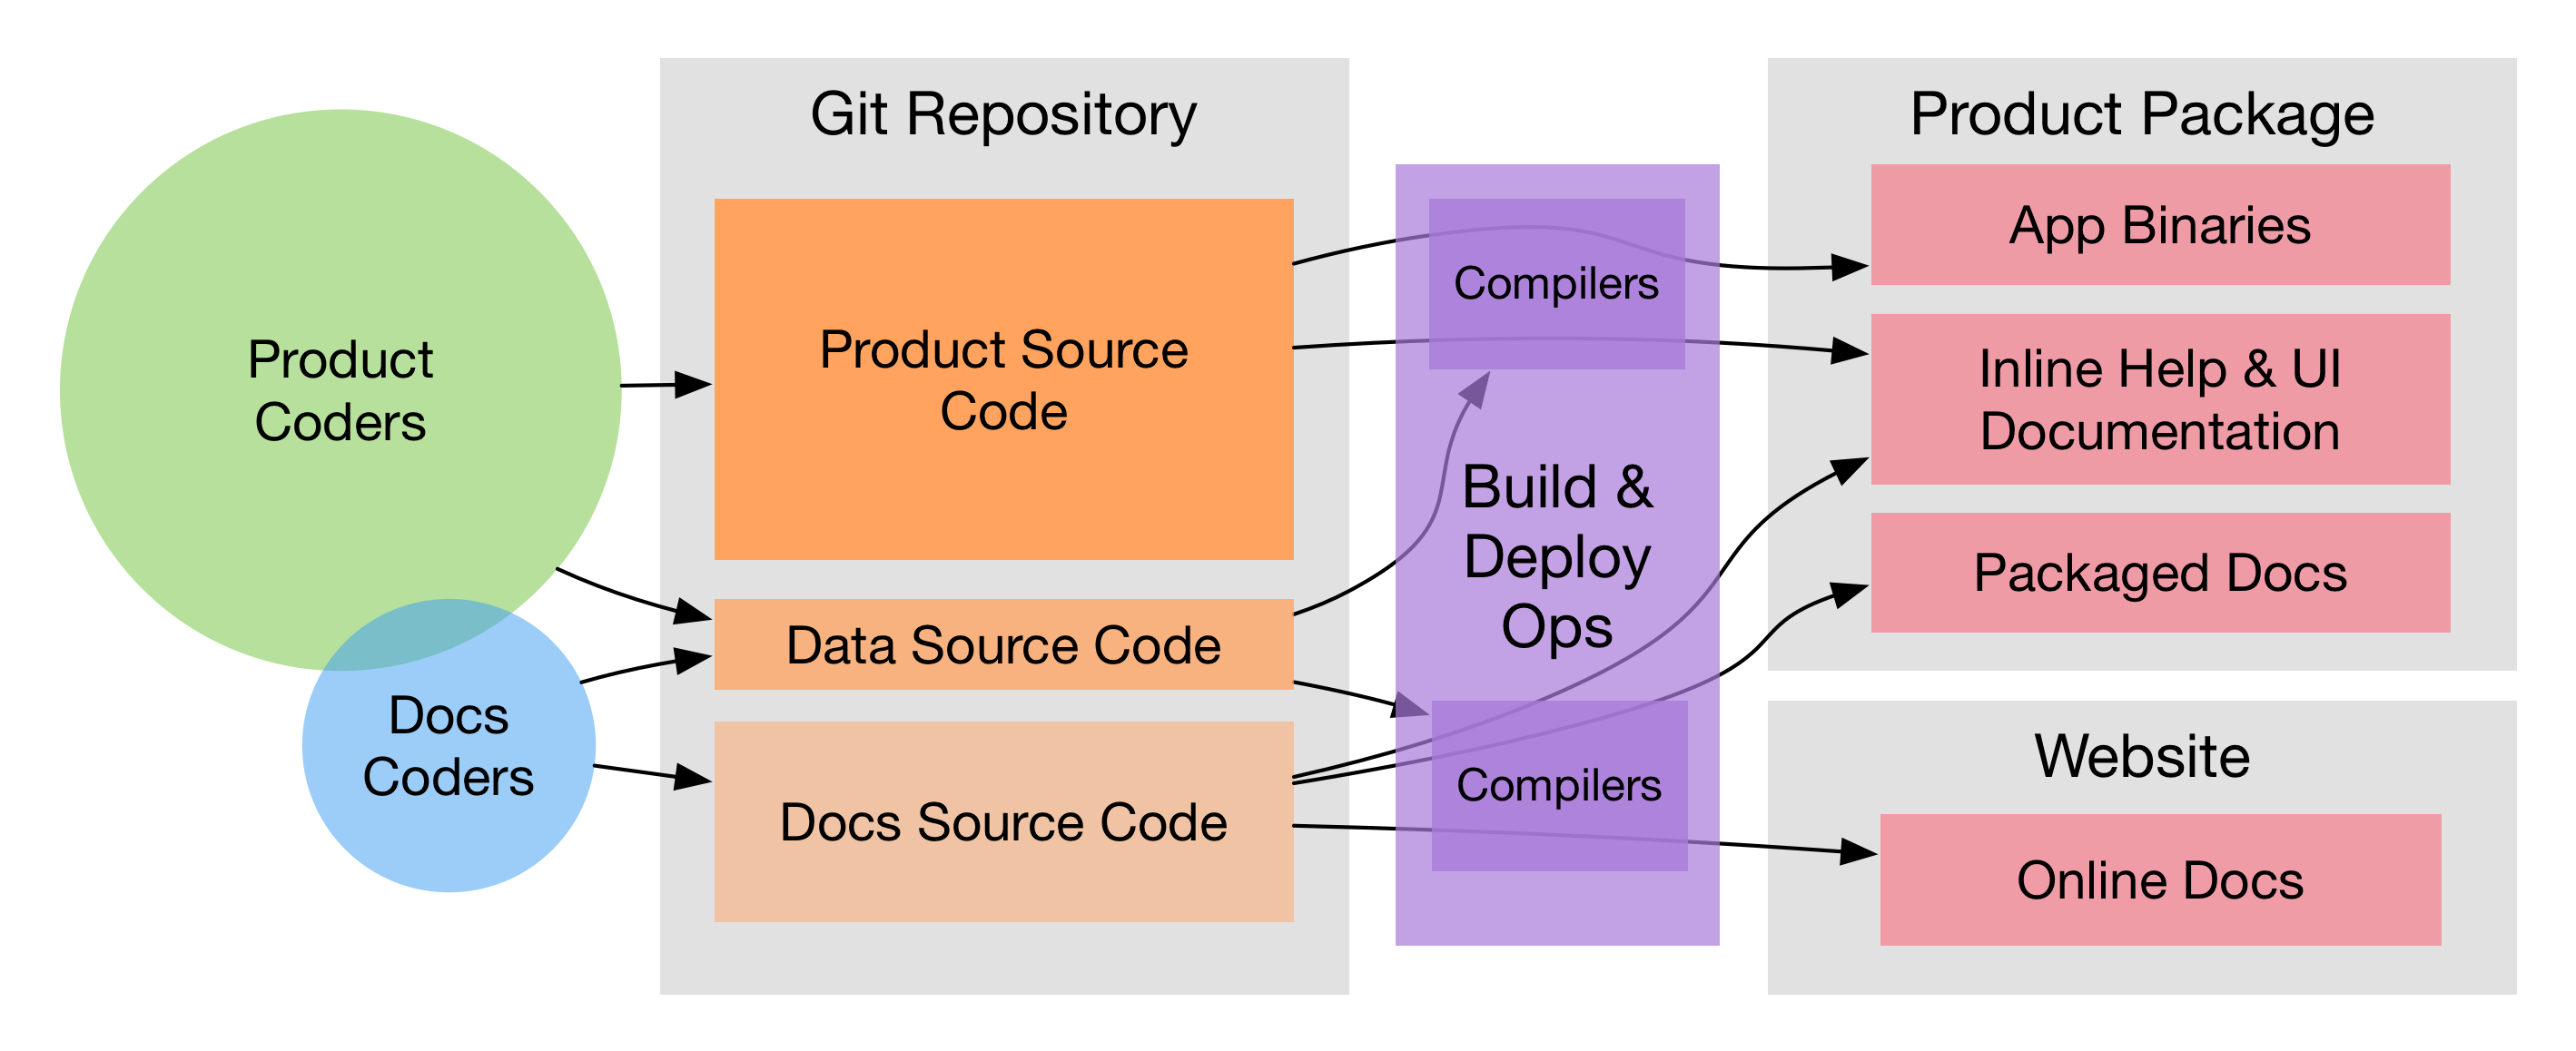 Product
Coders
Docs
Coders
Git Repository
Product Source
Code
Data Source Code
Docs Source Code
Compilers
Build &
Deploy
Ops
Compilers
Product Package
App Binaries
Inline Help & UI
Documentation
Packaged Docs
Website
Online Docs